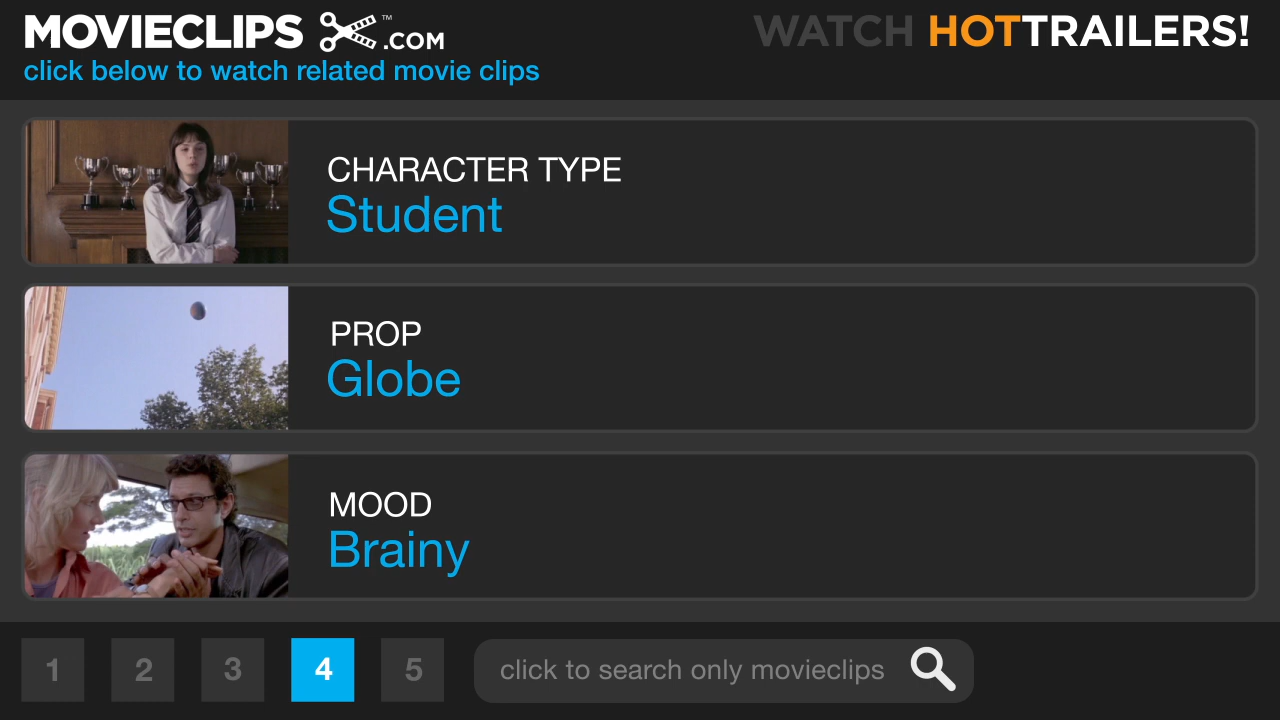 MOVIECLIPS ™ .COM
WATCH HOTTRAILERS!
click below to watch related movie clips
CHARACTER TYPE
Student
PROP
Globe
MOOD
Brainy
1 2 3 4 5 click to search only movieclips